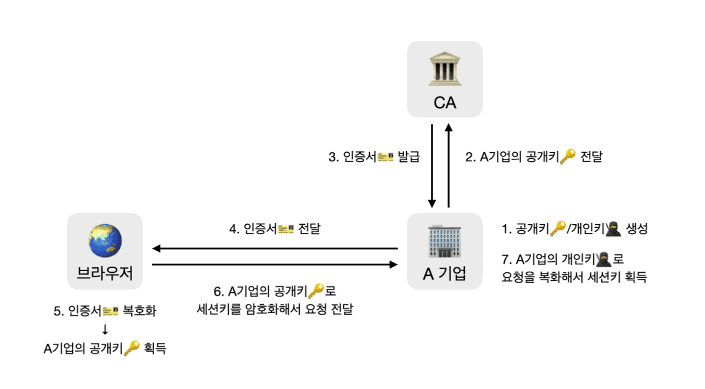 CA
3. 인증서 발급
2. A기업의 공개키 전달
4. 인증서 전달
1. 공개키/개인키 생성
브라우저
A 기업
7. A기업의 개인키로
요청을 복화해서 세션키 획득
6. A기업의 공개키로
세션키를 암호화해서 요청 전달
5. 인증서 복호화
↓
A기업의 공개키 획득